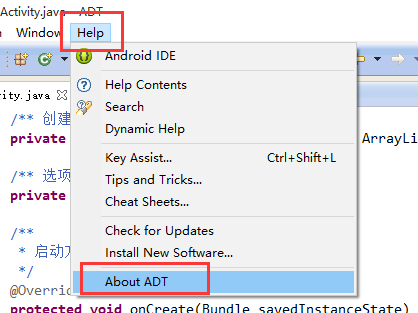 Activity.java - ADT
Window Help
Android IDE
ity.java
Help Contents
/** 创建
Search
private
ArrayLi
Dynamic Help
Key Assist... Ctrl+Shift+L
/** 选项
Tips and Tricks...
private
Cheat Sheets...
/**
Check for Updates
* 启动
Install New Software...
*/
About ADT
@Overrid
protected void onCreate(Bundle savedInstanceState)